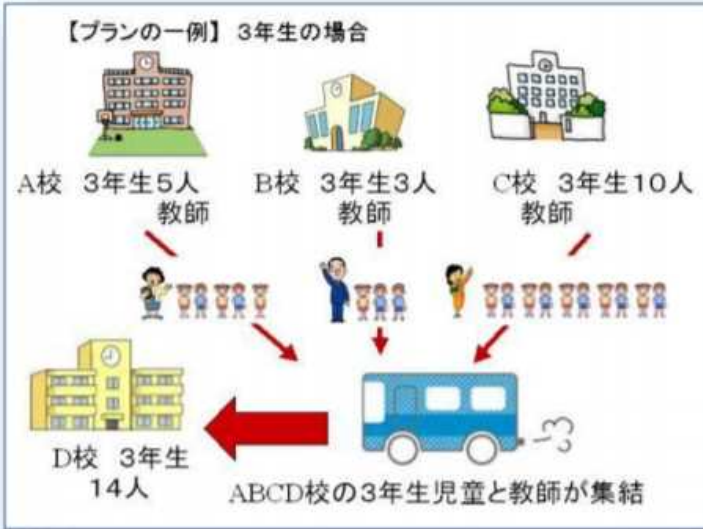 【プランの一例】 3年生の場合
A校 3年生5人
教師
B校 3年生3人
教師
C校 3年生10人
教師
D校 3年生
14人
ABCD校の3年生児童と教師が集結